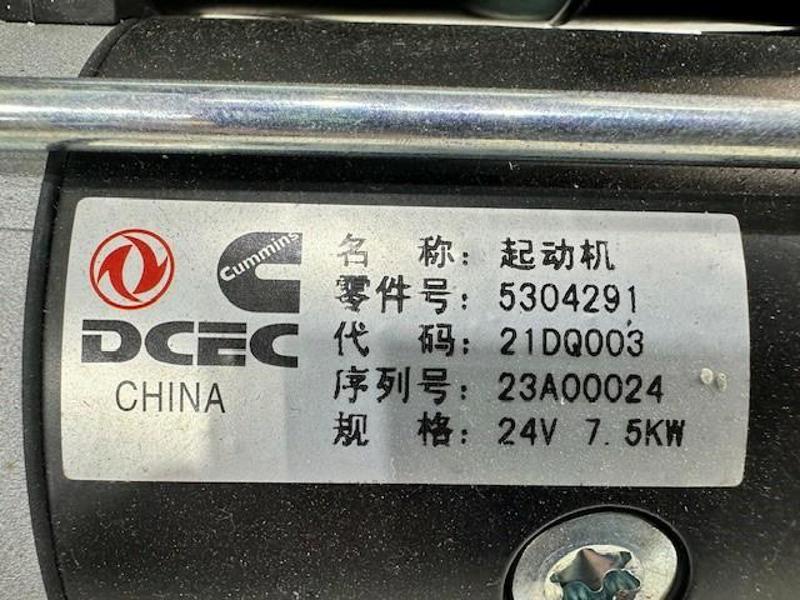 Cummins
DCEC
CHINA
名 称: 起动机
零件号: 5304291
代 码: 21DQ003
序列号: 23A00024
规 格: 24V 7.5KW